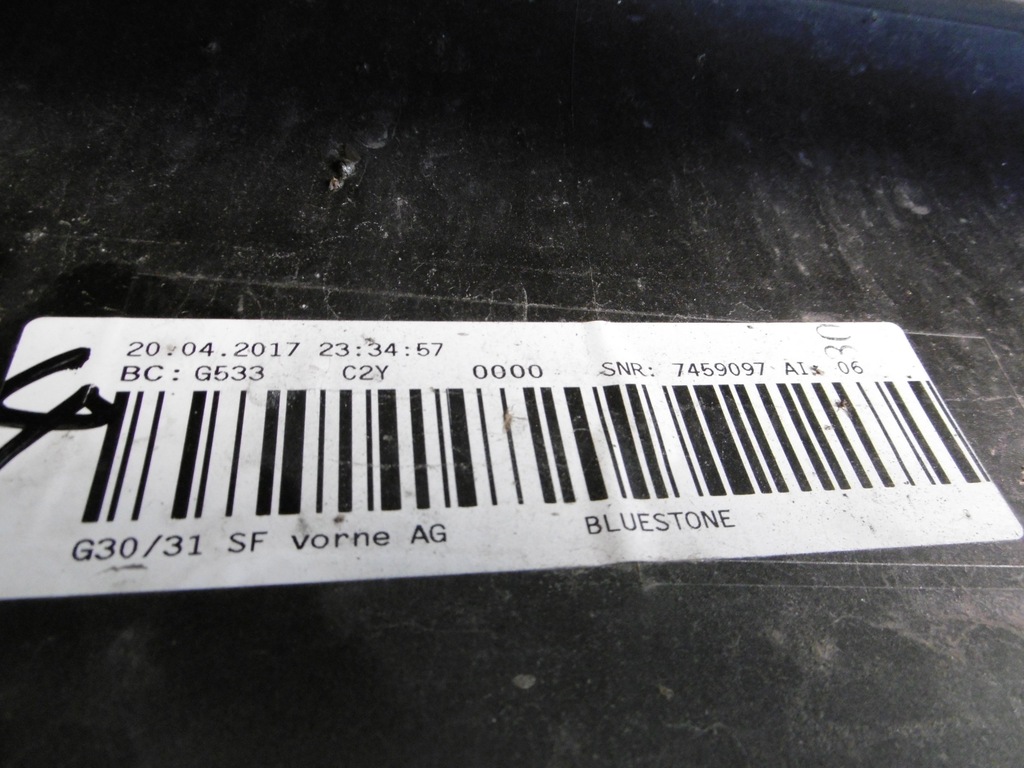 20.04.2017 23:34:57
BC: G533 C2Y 0000 SNR: 7459097 AI: 06
G30/31 SF vorne AG
BLUESTONE